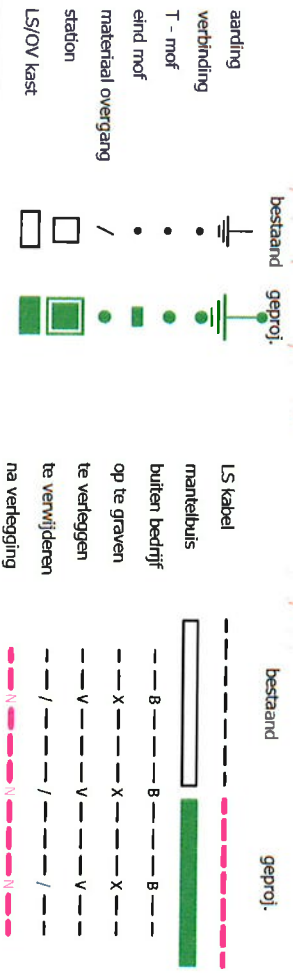 bestaand geproj.
aarding
verbinding
T - mof
eind mof
materiaal overgang
station
LS/OV kast
bestaand geproj.
LS kabel
mantelbuis
buiten bedrijf B B B B
op te graven X X X X
te verleggen V V V V
te verwijderen / / / /
na verlegging N N N N